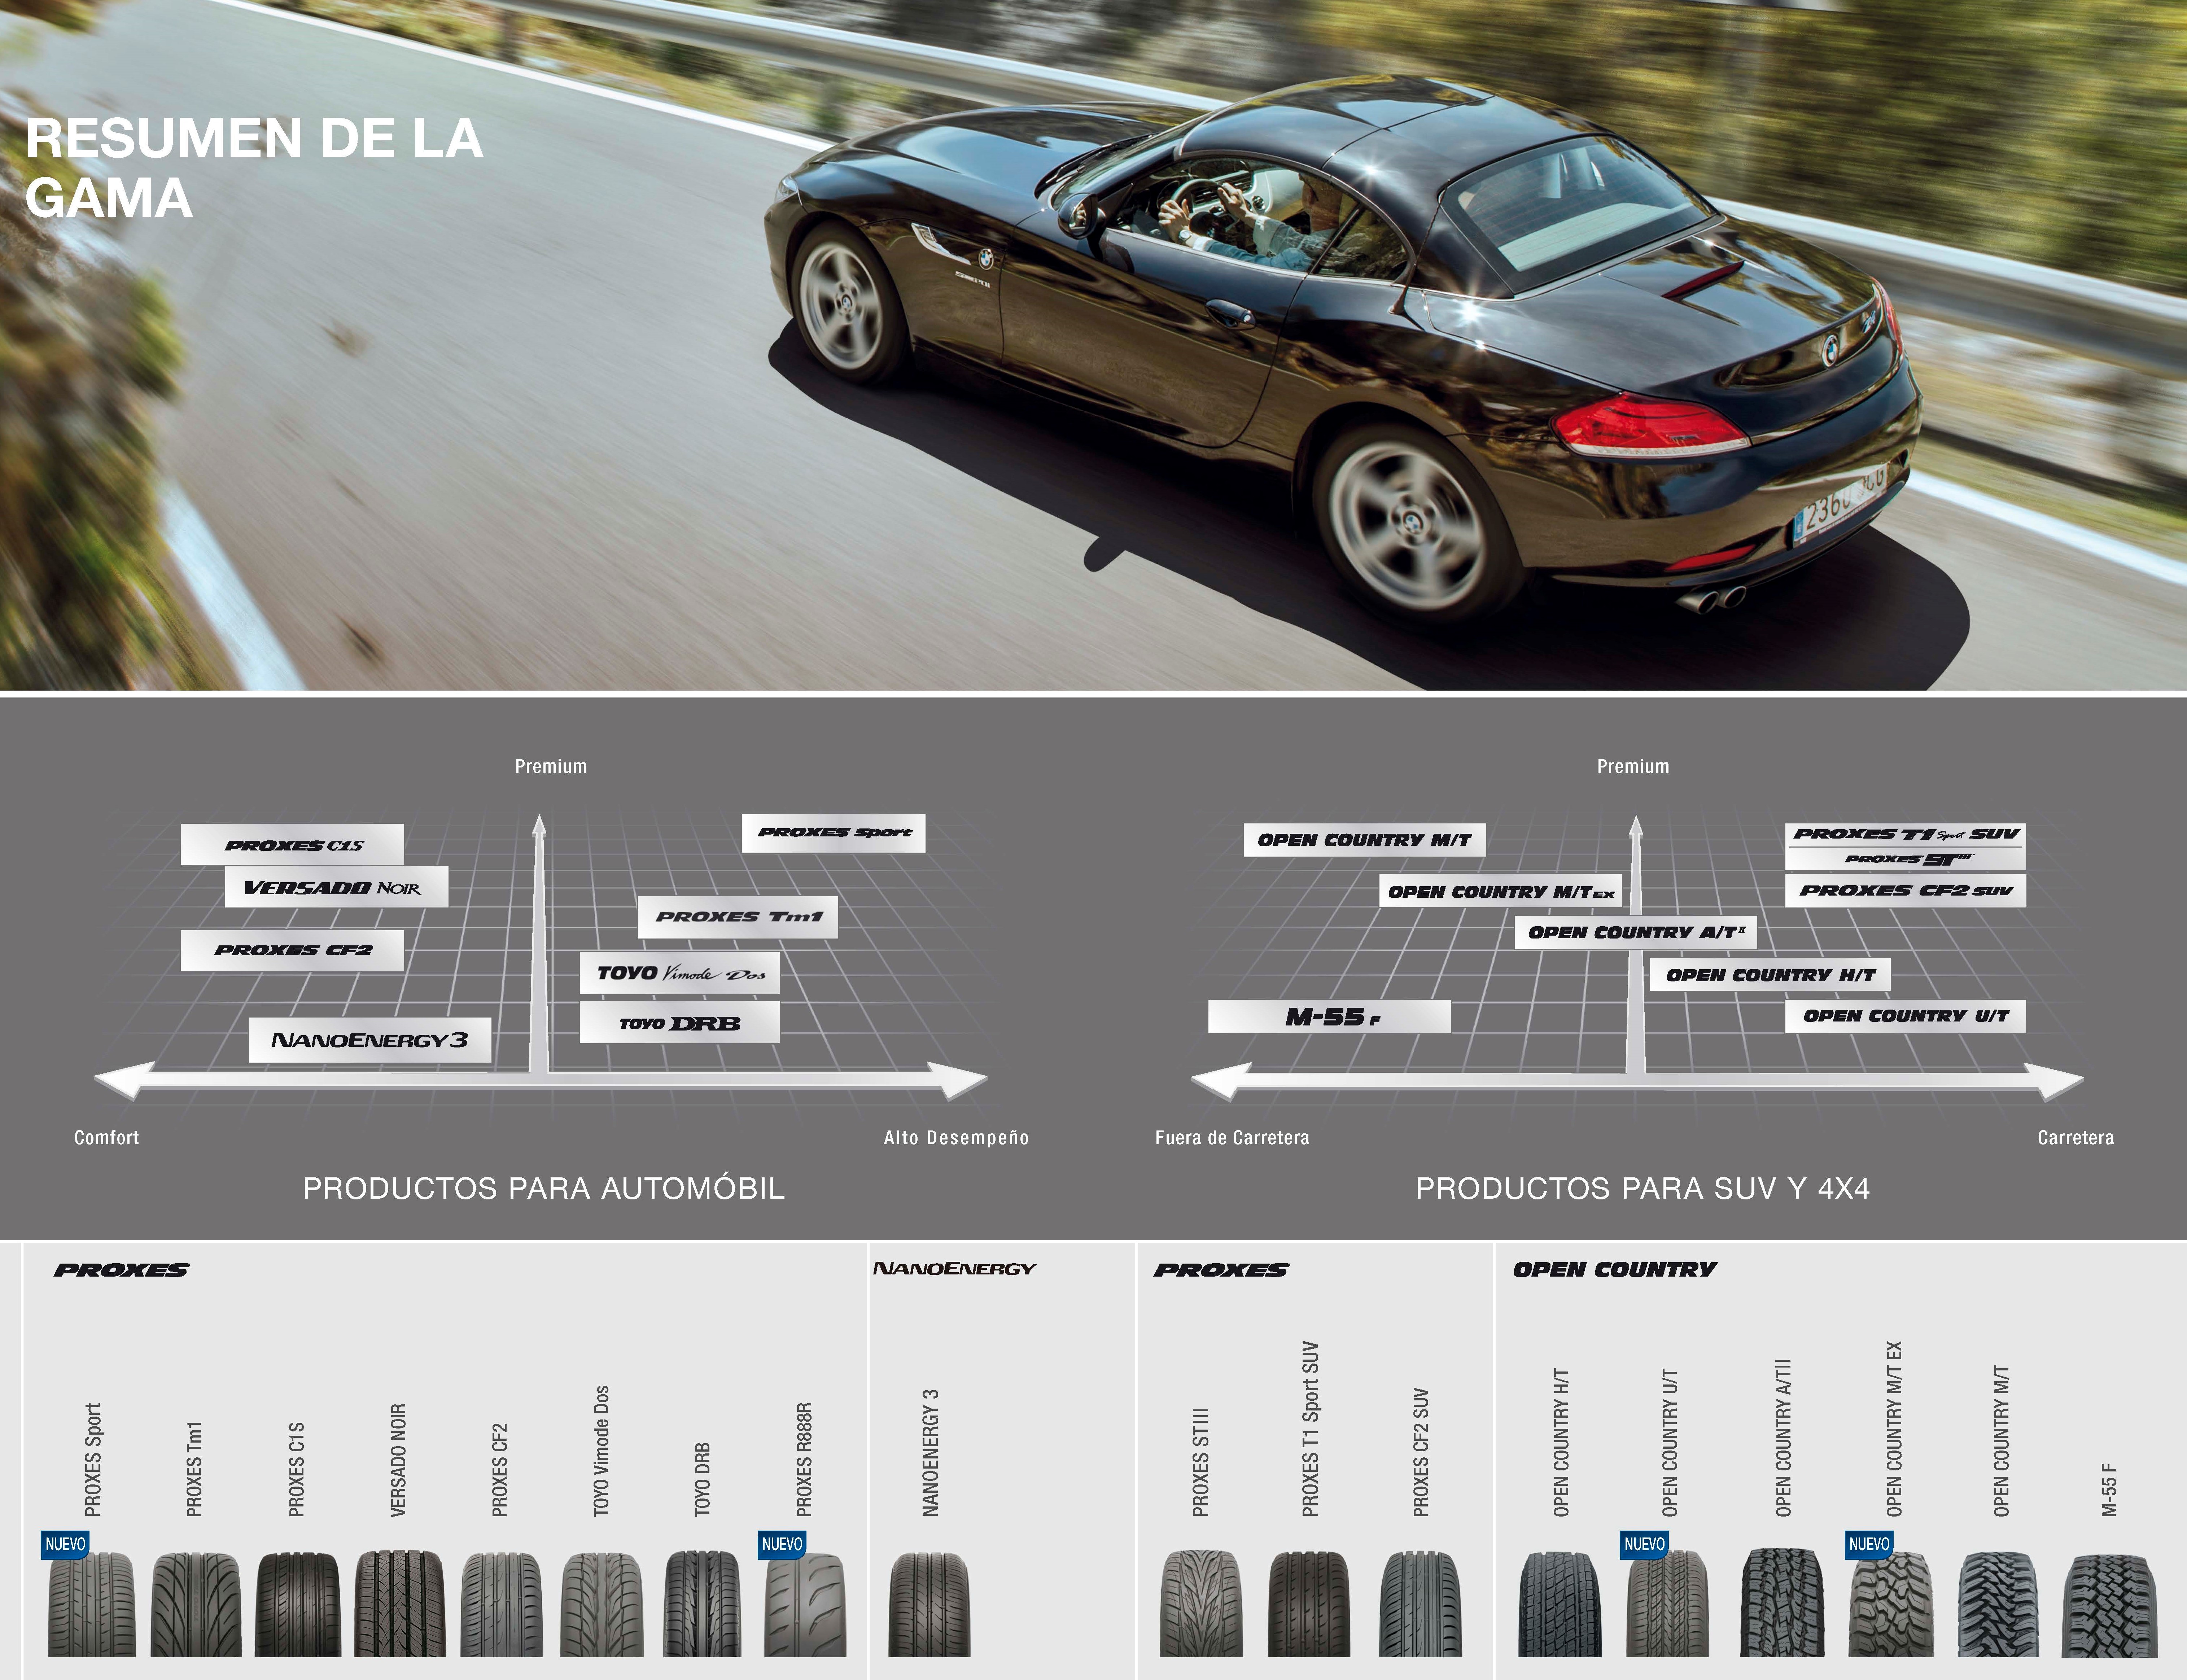 RESUMEN DE LA
GAMA
Premium
PROXES C1S
VERSADO NOIR
PROXES CF2
NANOENERGY 3
PROXES Sport
PROXES Tm1
TOYO Vimode Dos
TOYO DRB
Comfort
Alto Desempeño
PRODUCTOS PARA AUTOMÓBIL
Premium
OPEN COUNTRY M/T
OPEN COUNTRY M/T EX
OPEN COUNTRY A/T II
OPEN COUNTRY H/T
OPEN COUNTRY U/T
M-55 F
PROXES T1 Sport SUV
PROXES ST III
PROXES CF2 SUV
Fuera de Carretera
Carretera
PRODUCTOS PARA SUV Y 4X4
PROXES
PROXES Sport
NUEVO
PROXES Tm1
PROXES C1S
VERSADO NOIR
PROXES CF2
TOYO Vimode Dos
TOYO DRB
PROXES R888R
NUEVO
NANOENERGY
NANOENERGY 3
PROXES
PROXES STIII
PROXES T1 Sport SUV
PROXES CF2 SUV
OPEN COUNTRY
OPEN COUNTRY H/T
OPEN COUNTRY U/T
NUEVO
OPEN COUNTRY A/TII
OPEN COUNTRY M/T EX
NUEVO
OPEN COUNTRY M/T
M-55 F